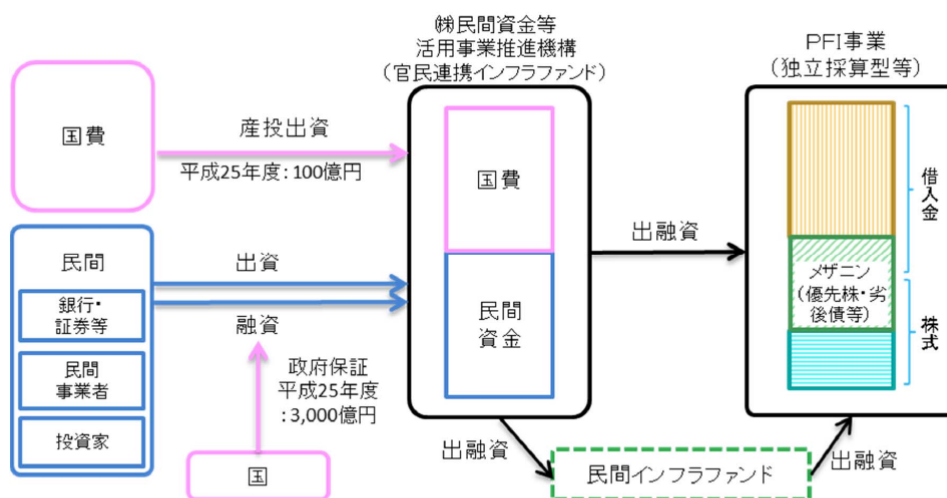 ㈱民間資金等
活用事業推進機構
（官民連携インフラファンド）
PFI事業
（独立採算型等）
国費
産投出資
平成25年度：100億円
国費
民間
資金
民間
銀行・
証券等
民間
事業者
投資家
出資
融資
政府保証
平成25年度
：3,000億円
国
出融資
借入金
メザニン
（優先株・劣
後債等）
株式
出融資
民間インフラファンド
出融資